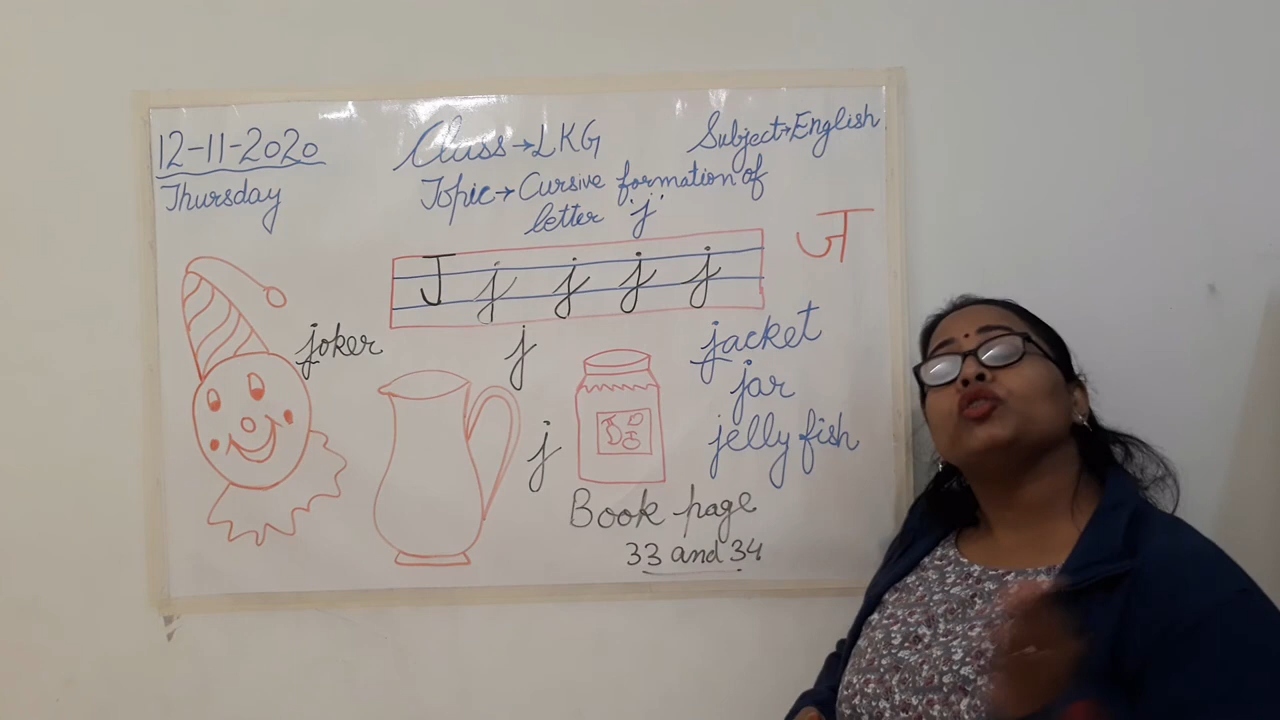 12-11-2020
Thursday
Class→LKG
Subject→English
Topic→Cursive formation of
letter 'j'
J j j j j
ज
joker
j
j
jacket
jar
jelly fish
Book page
33 and 34